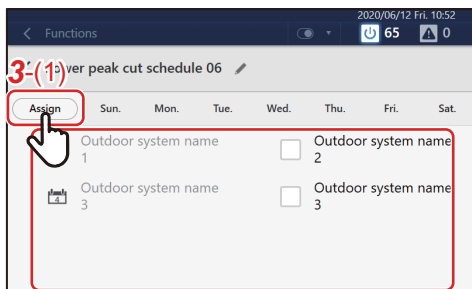 2020/06/12 Fri. 10:52
Functions 65 0
3-(1)
er peak cut schedule 06
Assign Sun. Mon. Tue. Wed. Thu. Fri. Sat.
Outdoor system name Outdoor system name
1 2
Outdoor system name Outdoor system name
4 3 3